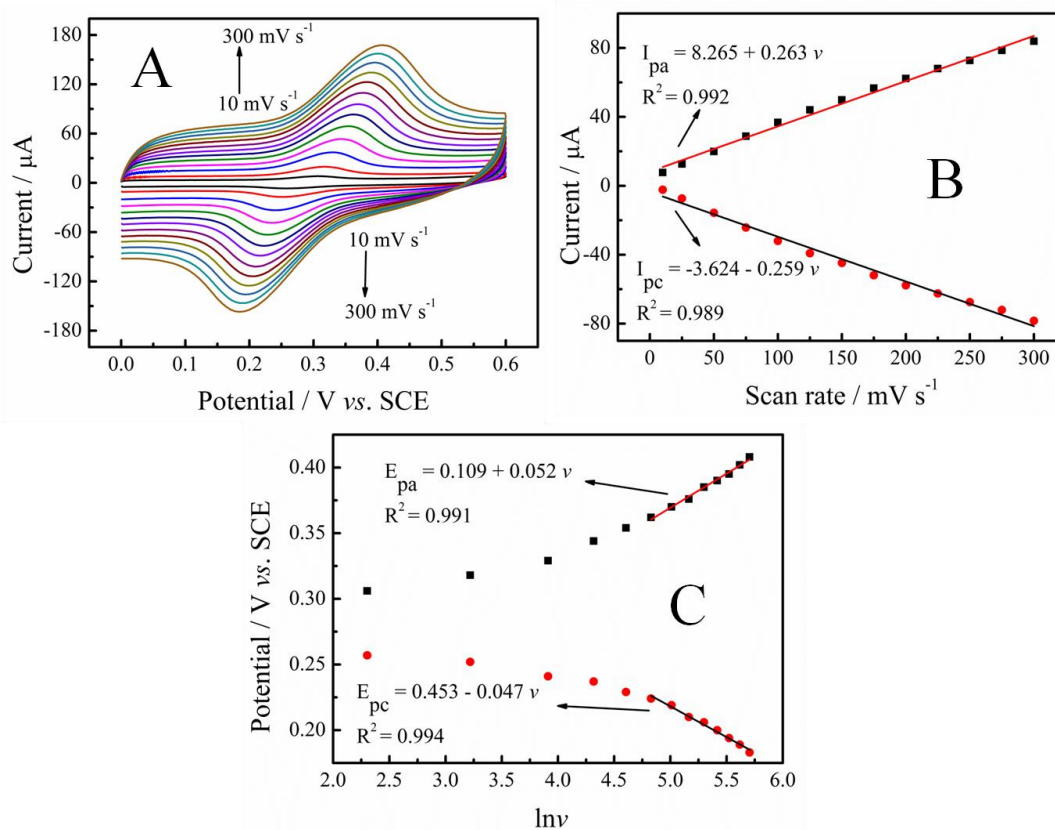 A
300 mV s⁻¹
10 mV s⁻¹
10 mV s⁻¹
300 mV s⁻¹
180
120
60
0
-60
-120
-180
Current / μA
0.0 0.1 0.2 0.3 0.4 0.5 0.6
Potential / V vs. SCE
B
I_pa = 8.265 + 0.263 v
R² = 0.992
I_pc = -3.624 - 0.259 v
R² = 0.989
80
40
0
-40
-80
Current / μA
0 50 100 150 200 250 300
Scan rate / mV s⁻¹
C
E_pa = 0.109 + 0.052 v
R² = 0.991
E_pc = 0.453 - 0.047 v
R² = 0.994
0.40
0.35
0.30
0.25
0.20
Potential / V vs. SCE
2.0 2.5 3.0 3.5 4.0 4.5 5.0 5.5 6.0
lnv